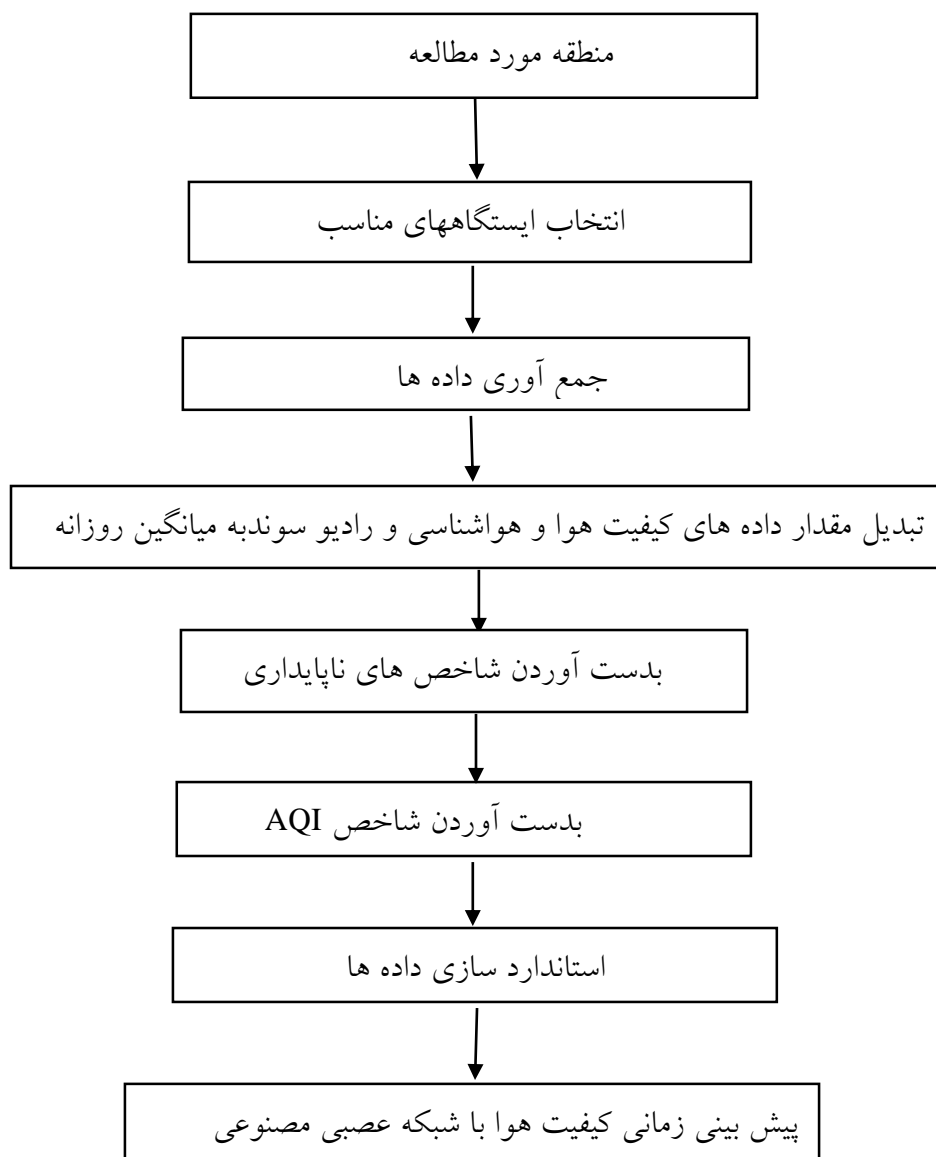 منطقه مورد مطالعه
انتخاب ایستگاههای مناسب
جمع آوری داده ها
تبدیل مقدار داده های کیفیت هوا و هواشناسی و رادیو سوندبه میانگین روزانه
بدست آوردن شاخص های ناپایداری
بدست آوردن شاخص AQI
استاندارد سازی داده ها
پیش بینی زمانی کیفیت هوا با شبکه عصبی مصنوعی